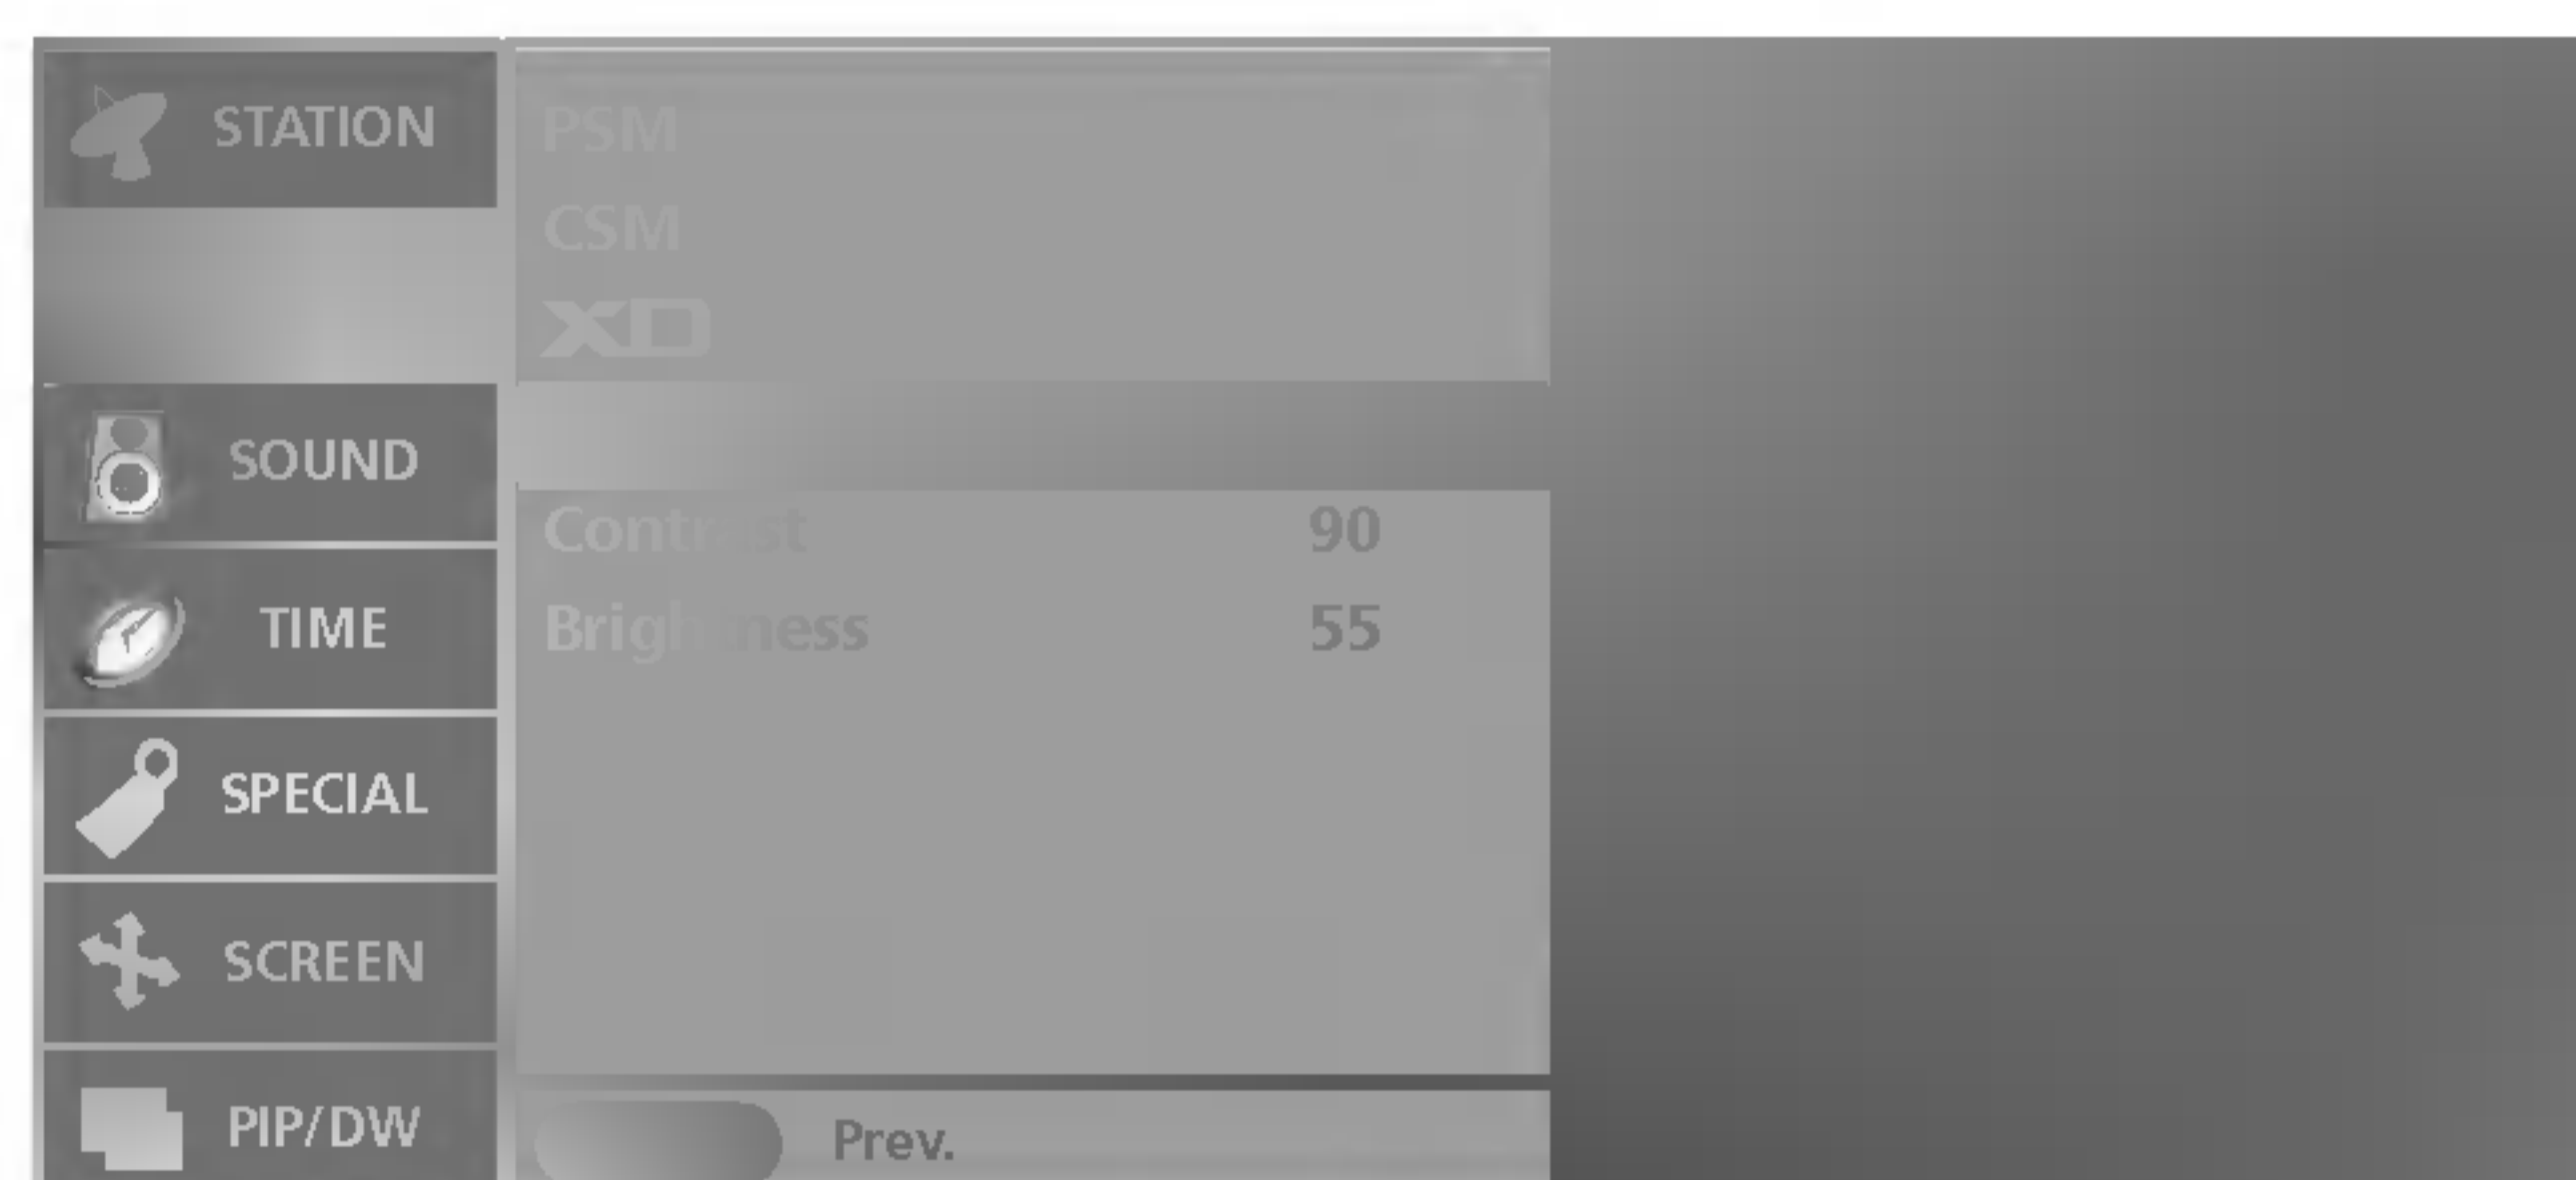 STATION
SOUND
TIME
SPECIAL
SCREEN
PIP/DW
PSM
CSM
XD
Contrast 90
Brightness 55
Prev.